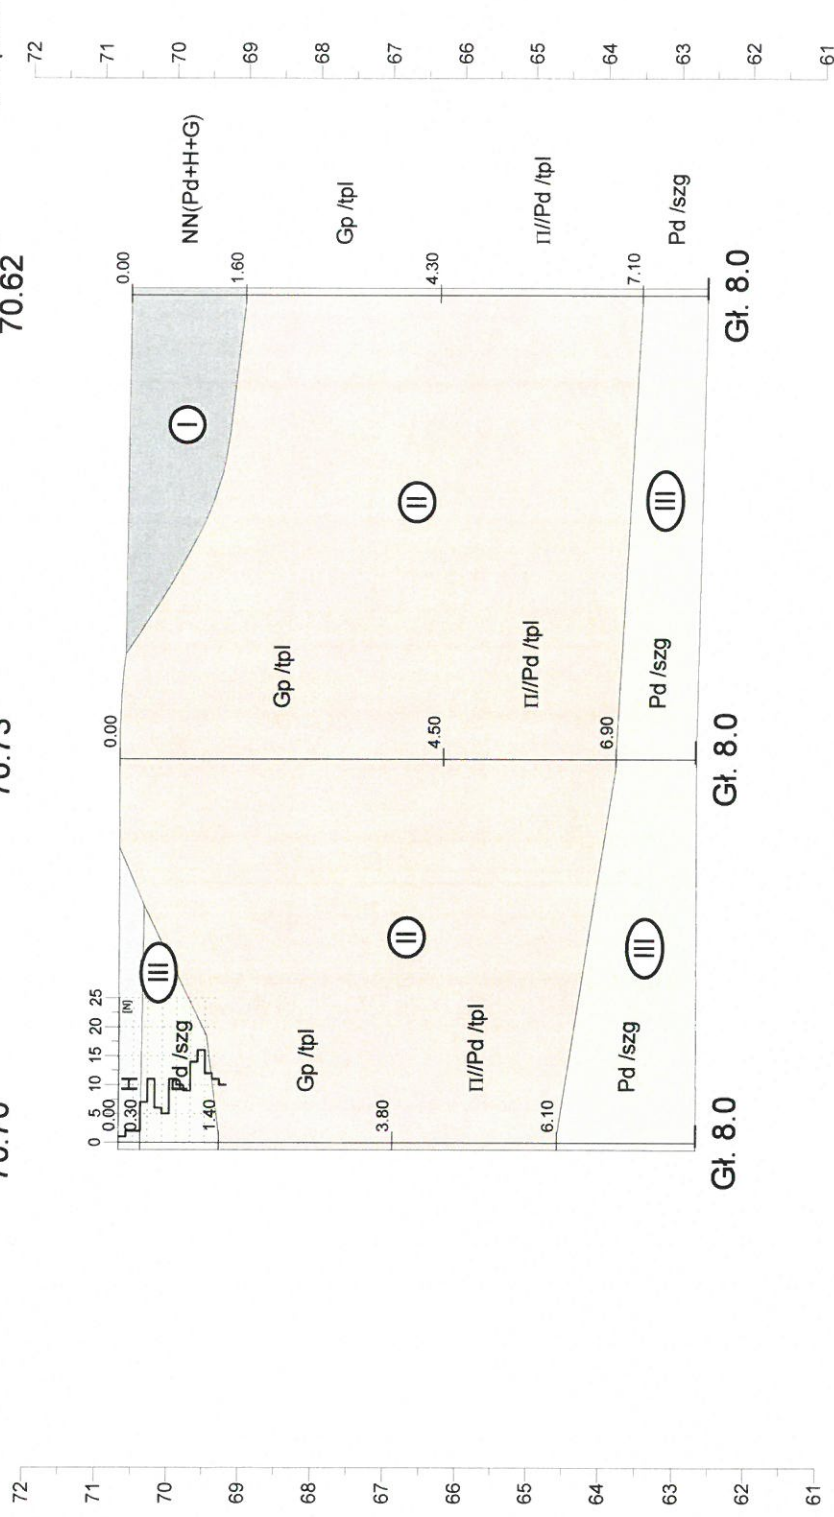 70.62
72
71
70
69
68
67
66
65
64
63
62
61
0 5 10 15 20 25
[N]
0.00
0.30 H
Pd /szg
III
1.40
Gp /tpl
II
3.80
Π//Pd /tpl
6.10
Pd /szg
III
Gł. 8.0
0.00
Gp /tpl
4.50
Π//Pd /tpl
6.90
Pd /szg
Gł. 8.0
I
II
III
0.00
NN(Pd+H+G)
1.60
Gp /tpl
4.30
Π//Pd /tpl
7.10
Pd /szg
Gł. 8.0
72
71
70
69
68
67
66
65
64
63
62
61